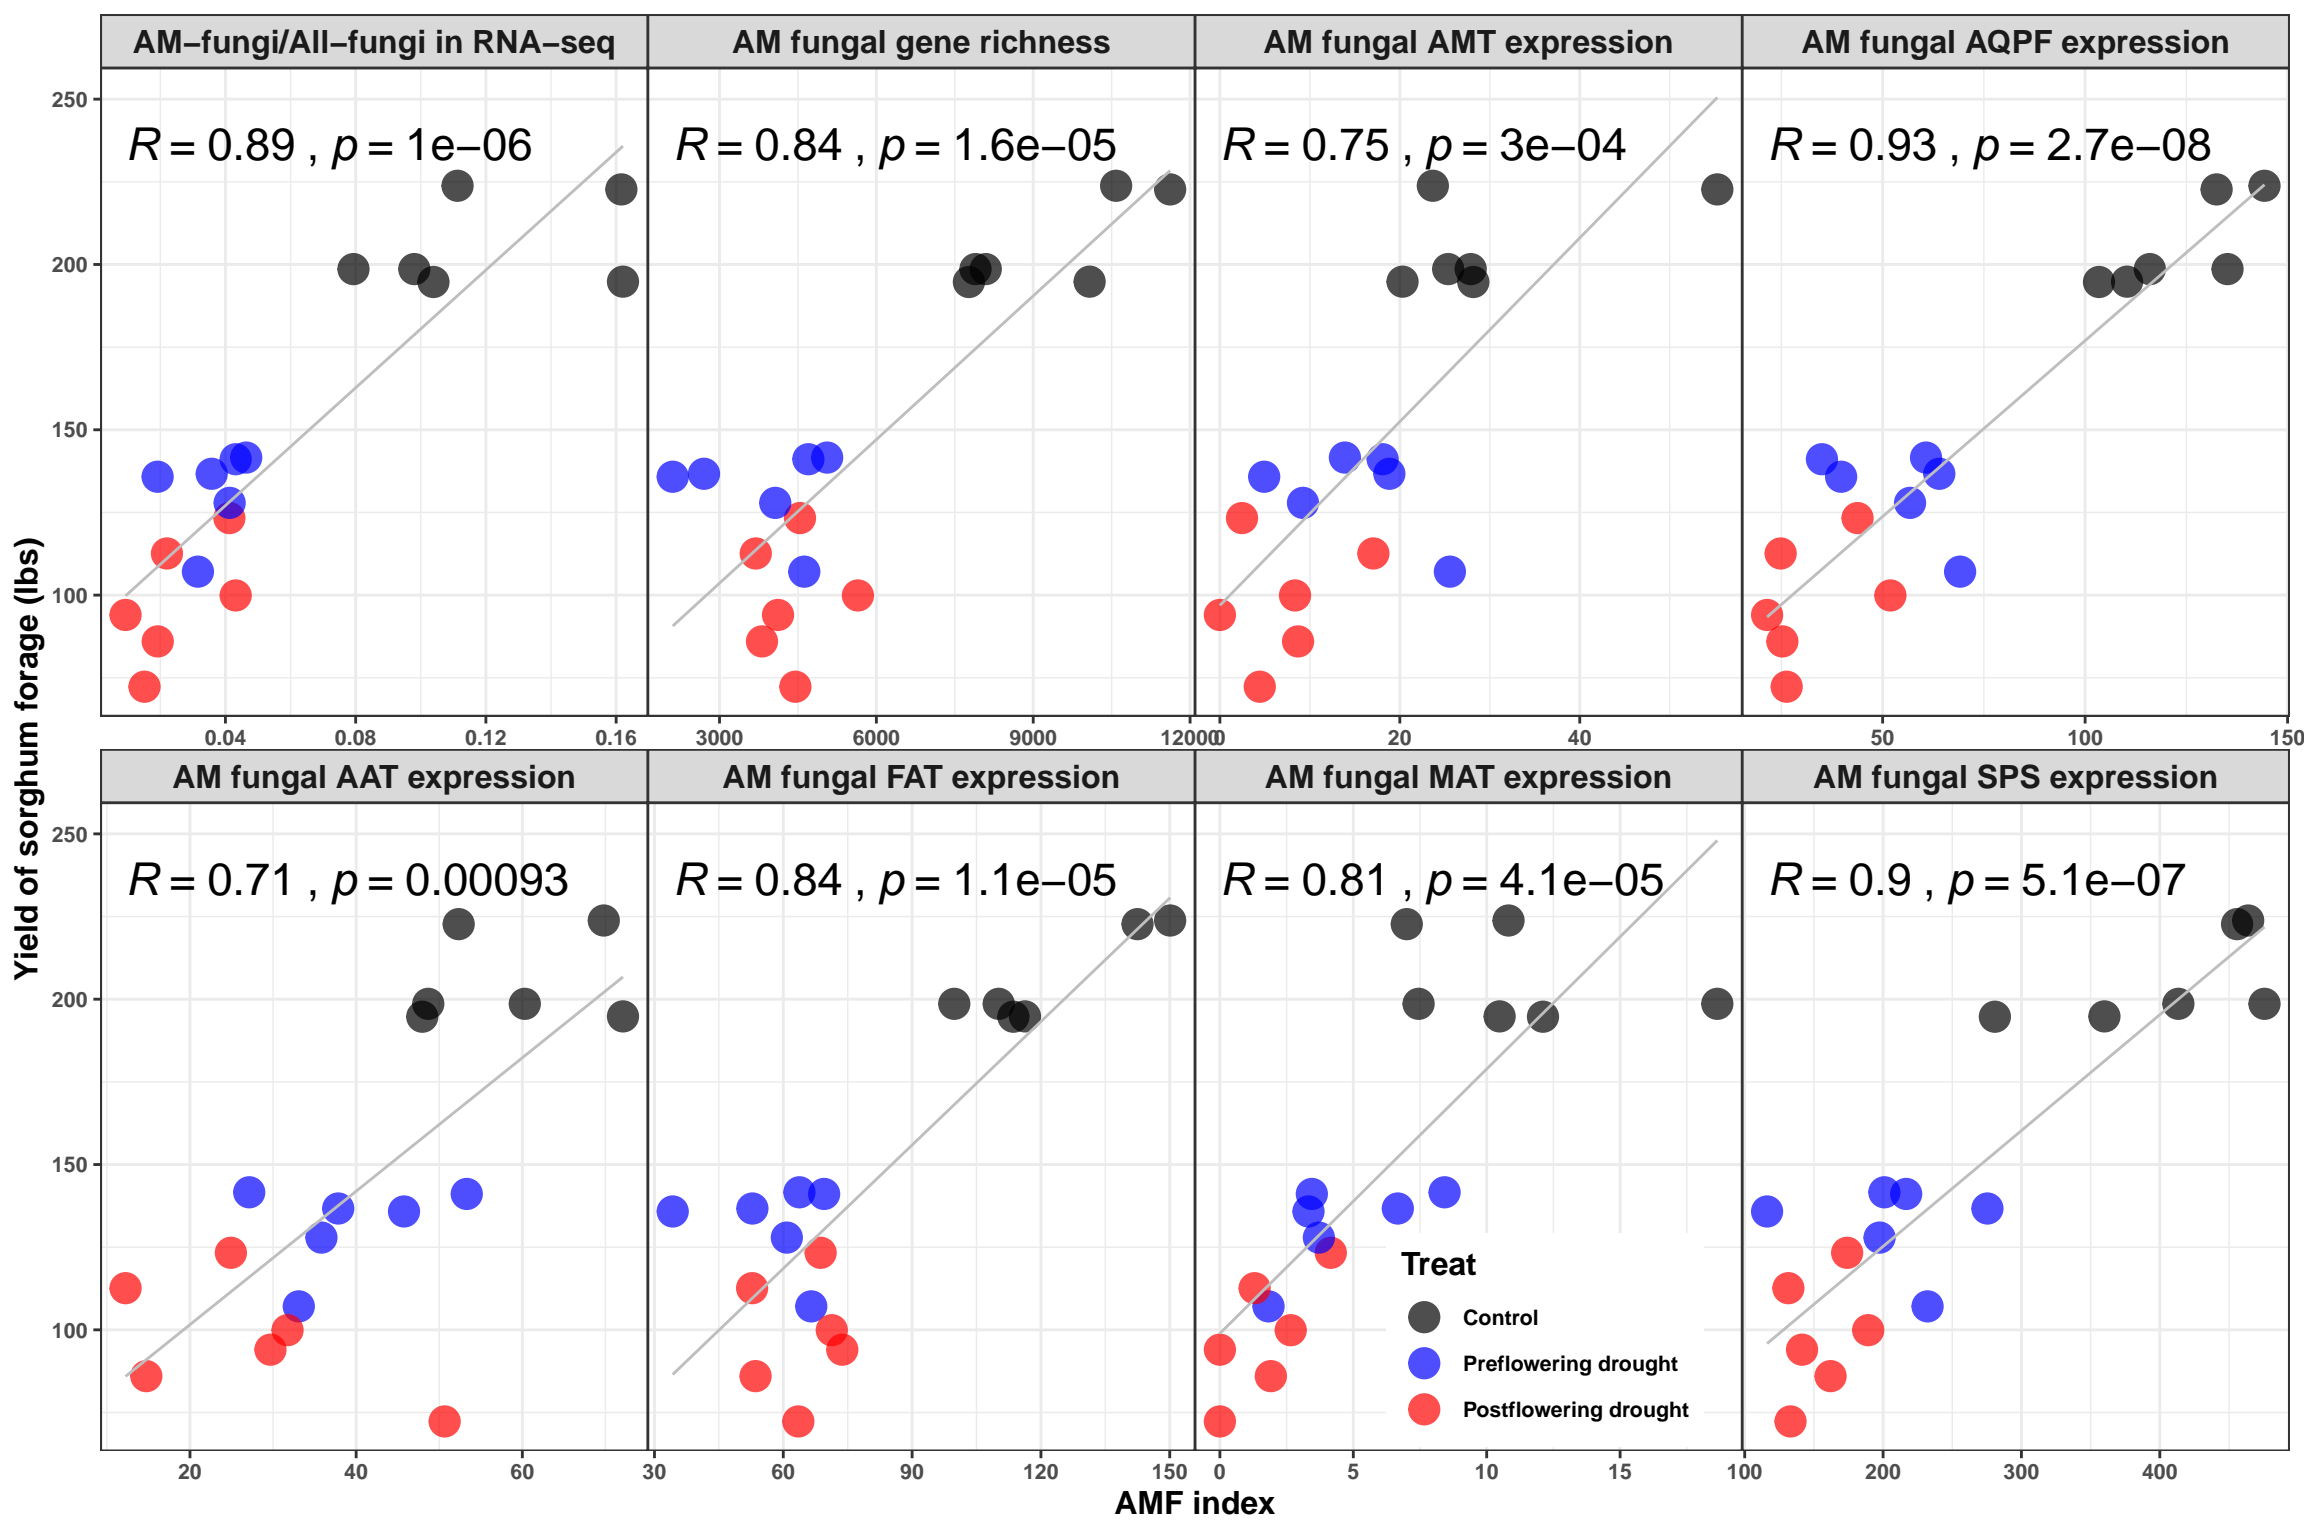 AM−fungi/All−fungi in RNA−seq
AM fungal gene richness
AM fungal AMT expression
AM fungal AQPF expression
250
200
150
100
R = 0.89 , p = 1e−06
R = 0.84 , p = 1.6e−05
R = 0.75 , p = 3e−04
R = 0.93 , p = 2.7e−08
0.04 0.08 0.12 0.16
3000 6000 9000 12000
0 20 40
50 100 150
Yield of sorghum forage (lbs)
AM fungal AAT expression
AM fungal FAT expression
AM fungal MAT expression
AM fungal SPS expression
250
200
150
100
R = 0.71 , p = 0.00093
R = 0.84 , p = 1.1e−05
R = 0.81 , p = 4.1e−05
R = 0.9 , p = 5.1e−07
Treat
Control
Preflowering drought
Postflowering drought
20 40 60
30 60 90 120 150
0 5 10 15
100 200 300 400
AMF index